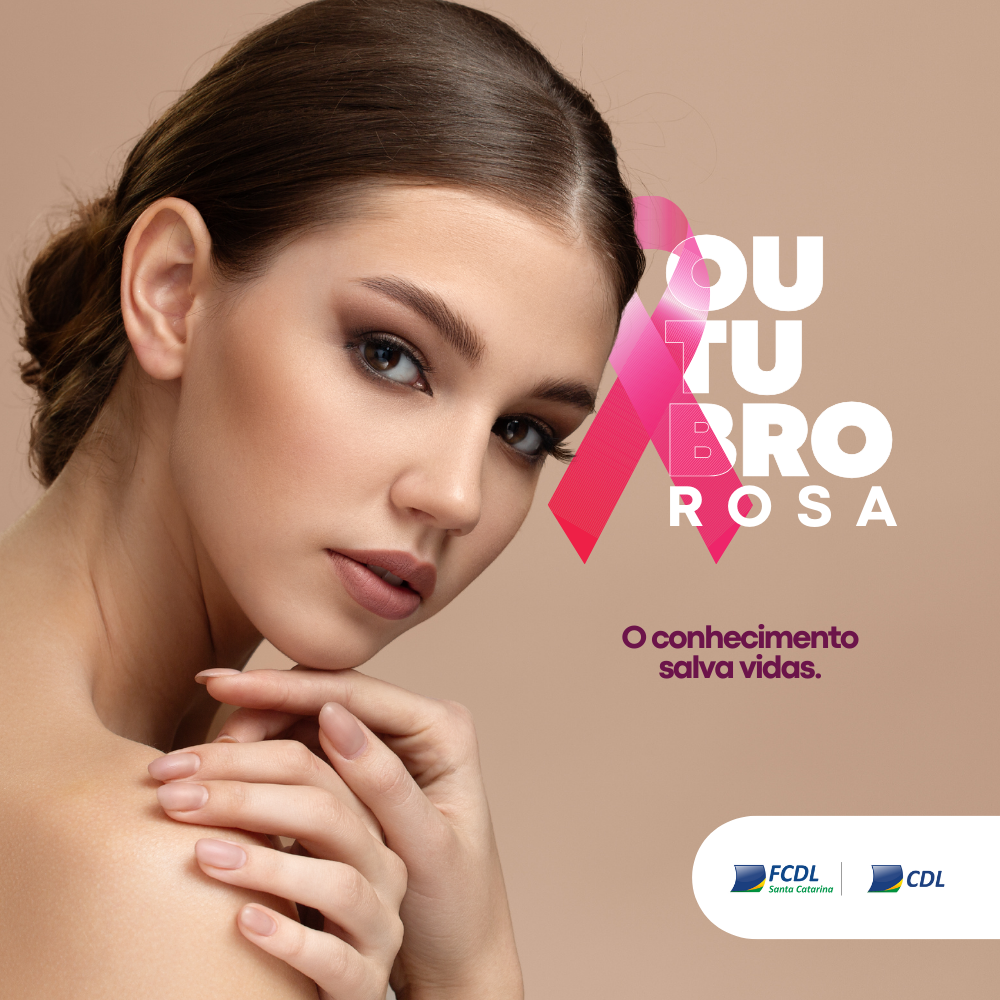 OU
TU
BRO
ROSA
O conhecimento
salva vidas.
FCDL
Santa Catarina
CDL